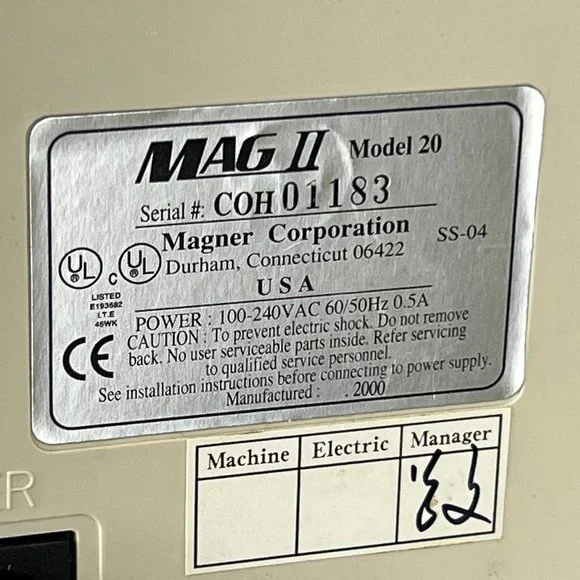 MAG II Model 20
Serial #: COH 01183
Magner Corporation SS-04
Durham, Connecticut 06422
USA
UL
c UL
LISTED
E193682
I.T.E
46WK
CE
POWER : 100-240VAC 60/50Hz 0.5A
CAUTION : To prevent electric shock. Do not remove
back. No user serviceable parts inside. Refer servicing
to qualified service personnel.
See installation instructions before connecting to power supply.
Manufactured : . 2000
Machine Electric Manager
R